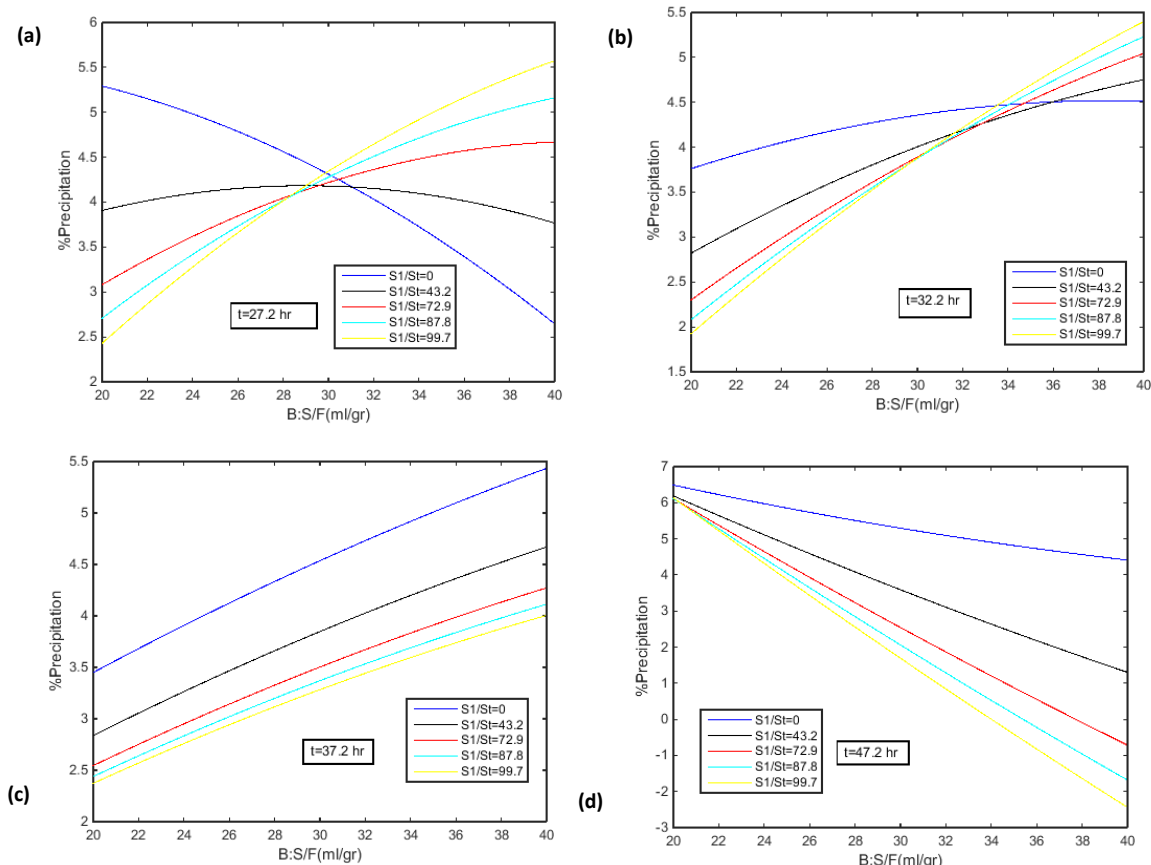 (a)
6
5.5
5
4.5
4
3.5
3
2.5
2
%Precipitation
S1/St=0
S1/St=43.2
S1/St=72.9
S1/St=87.8
S1/St=99.7
t=27.2 hr
20 22 24 26 28 30 32 34 36 38 40
B:S/F(ml/gr)
(b)
5.5
5
4.5
4
3.5
3
2.5
2
1.5
%Precipitation
t=32.2 hr
S1/St=0
S1/St=43.2
S1/St=72.9
S1/St=87.8
S1/St=99.7
20 22 24 26 28 30 32 34 36 38 40
B:S/F(ml/gr)
(c)
5.5
5
4.5
4
3.5
3
2.5
2
%Precipitation
S1/St=0
S1/St=43.2
S1/St=72.9
S1/St=87.8
S1/St=99.7
t=37.2 hr
20 22 24 26 28 30 32 34 36 38 40
B:S/F(ml/gr)
(d)
7
6
5
4
3
2
1
0
-1
-2
-3
%Precipitation
S1/St=0
S1/St=43.2
S1/St=72.9
S1/St=87.8
S1/St=99.7
t=47.2 hr
20 22 24 26 28 30 32 34 36 38 40
B:S/F(ml/gr)